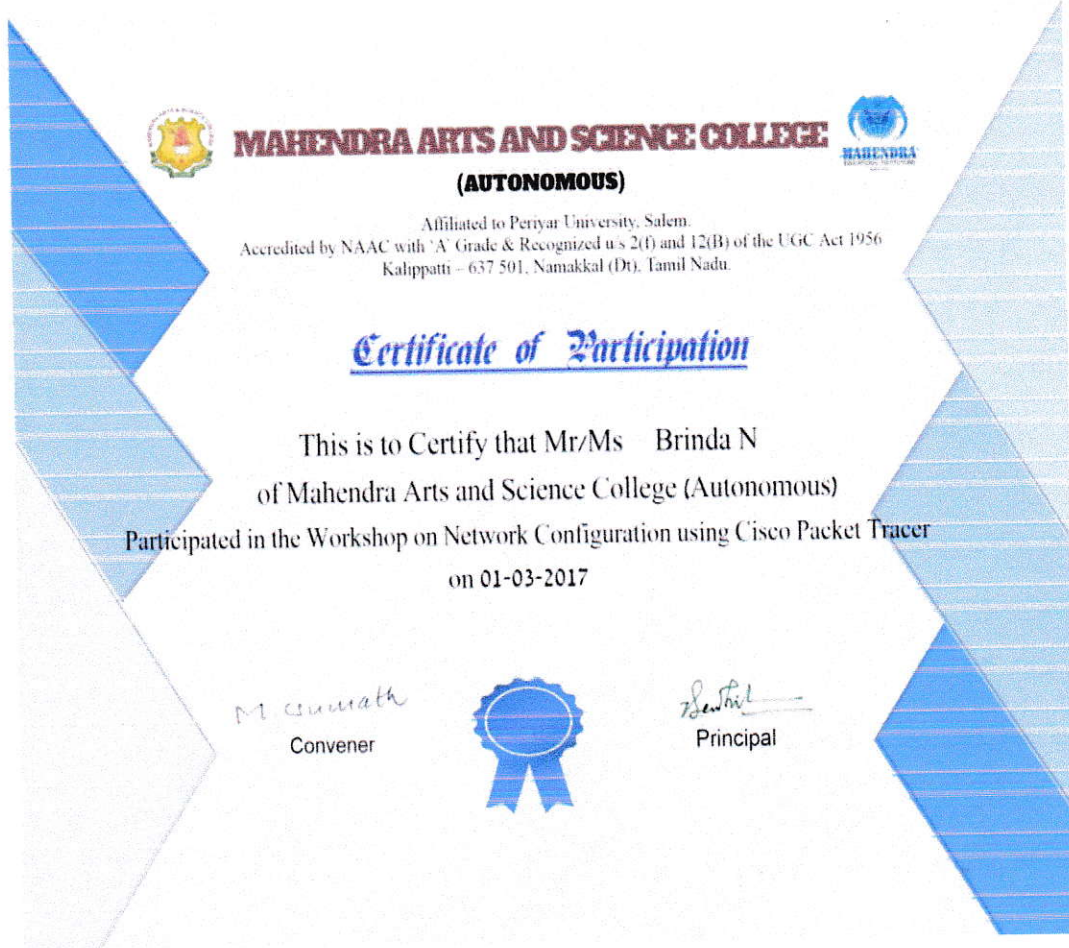 MAHENDRA ARTS AND SCIENCE COLLEGE
MAHENDRA
(AUTONOMOUS)
Affiliated to Periyar University, Salem.
Accredited by NAAC with 'A' Grade & Recognized u/s 2(f) and 12(B) of the UGC Act 1956
Kalippatti – 637 501, Namakkal (Dt), Tamil Nadu.
Certificate of Participation
This is to Certify that Mr/Ms Brinda N
of Mahendra Arts and Science College (Autonomous)
Participated in the Workshop on Network Configuration using Cisco Packet Tracer
on 01-03-2017
Convener
Principal